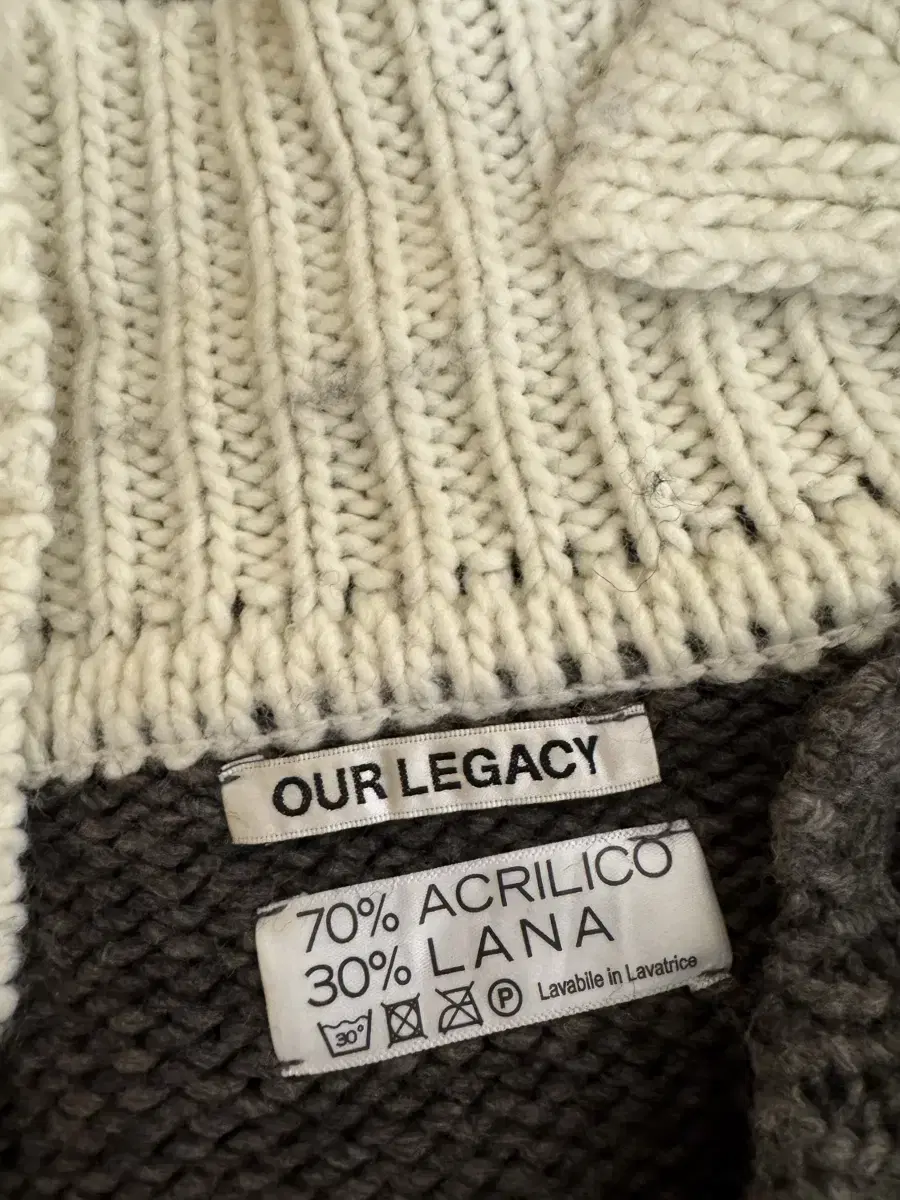 OUR LEGACY
70% ACRILICO
30% LANA
30° P Lavabile in Lavatrice